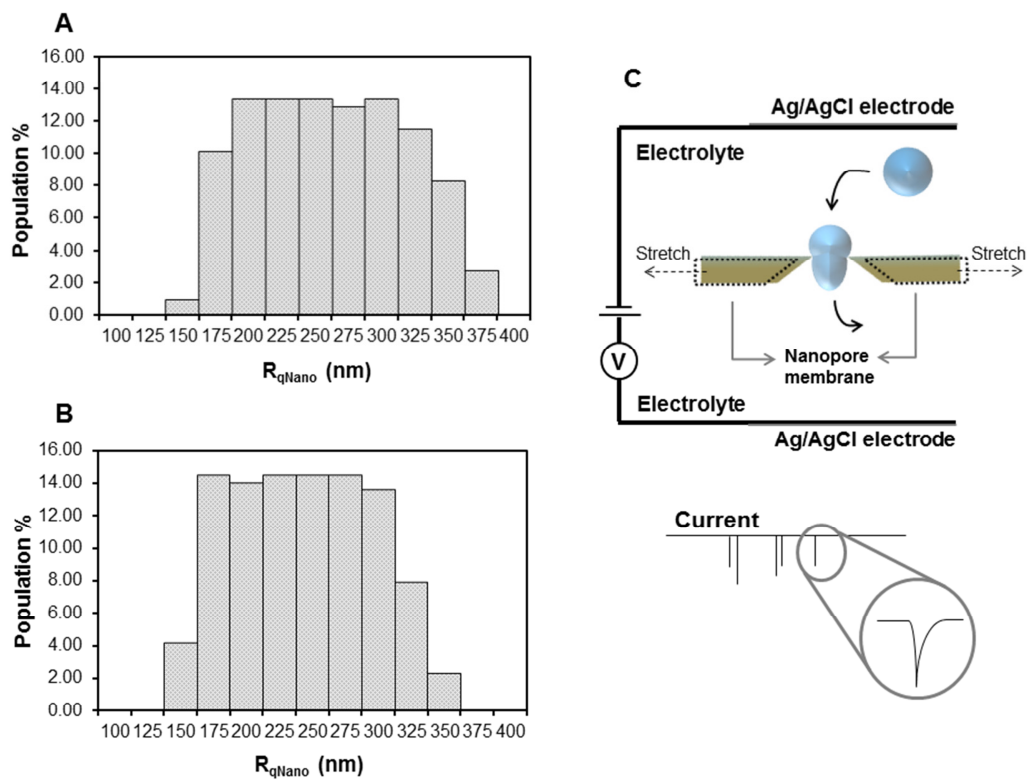 A
Population %
16.00
14.00
12.00
10.00
8.00
6.00
4.00
2.00
0.00
100 125 150 175 200 225 250 275 300 325 350 375 400
RqNano (nm)
B
Population %
16.00
14.00
12.00
10.00
8.00
6.00
4.00
2.00
0.00
100 125 150 175 200 225 250 275 300 325 350 375 400
RqNano (nm)
C
Ag/AgCl electrode
Electrolyte
Stretch
Stretch
V
Nanopore
membrane
Electrolyte
Ag/AgCl electrode
Current